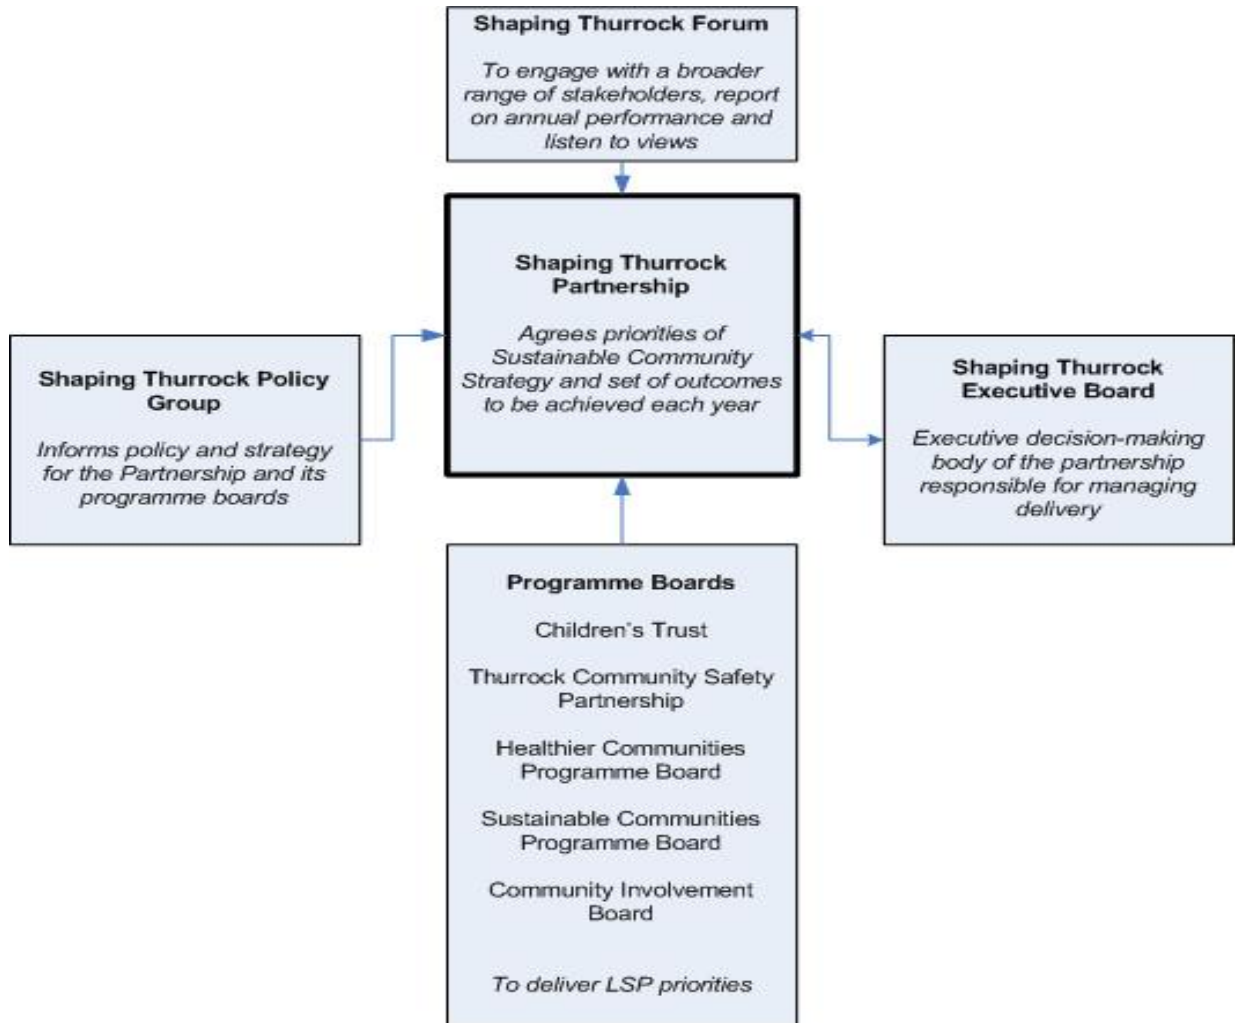 Shaping Thurrock Forum
To engage with a broader
range of stakeholders, report
on annual performance and
listen to views
Shaping Thurrock
Partnership
Agrees priorities of
Sustainable Community
Strategy and set of outcomes
to be achieved each year
Shaping Thurrock Policy
Group
Informs policy and strategy
for the Partnership and its
programme boards
Shaping Thurrock
Executive Board
Executive decision-making
body of the partnership
responsible for managing
delivery
Programme Boards
Children's Trust
Thurrock Community Safety
Partnership
Healthier Communities
Programme Board
Sustainable Communities
Programme Board
Community Involvement
Board
To deliver LSP priorities